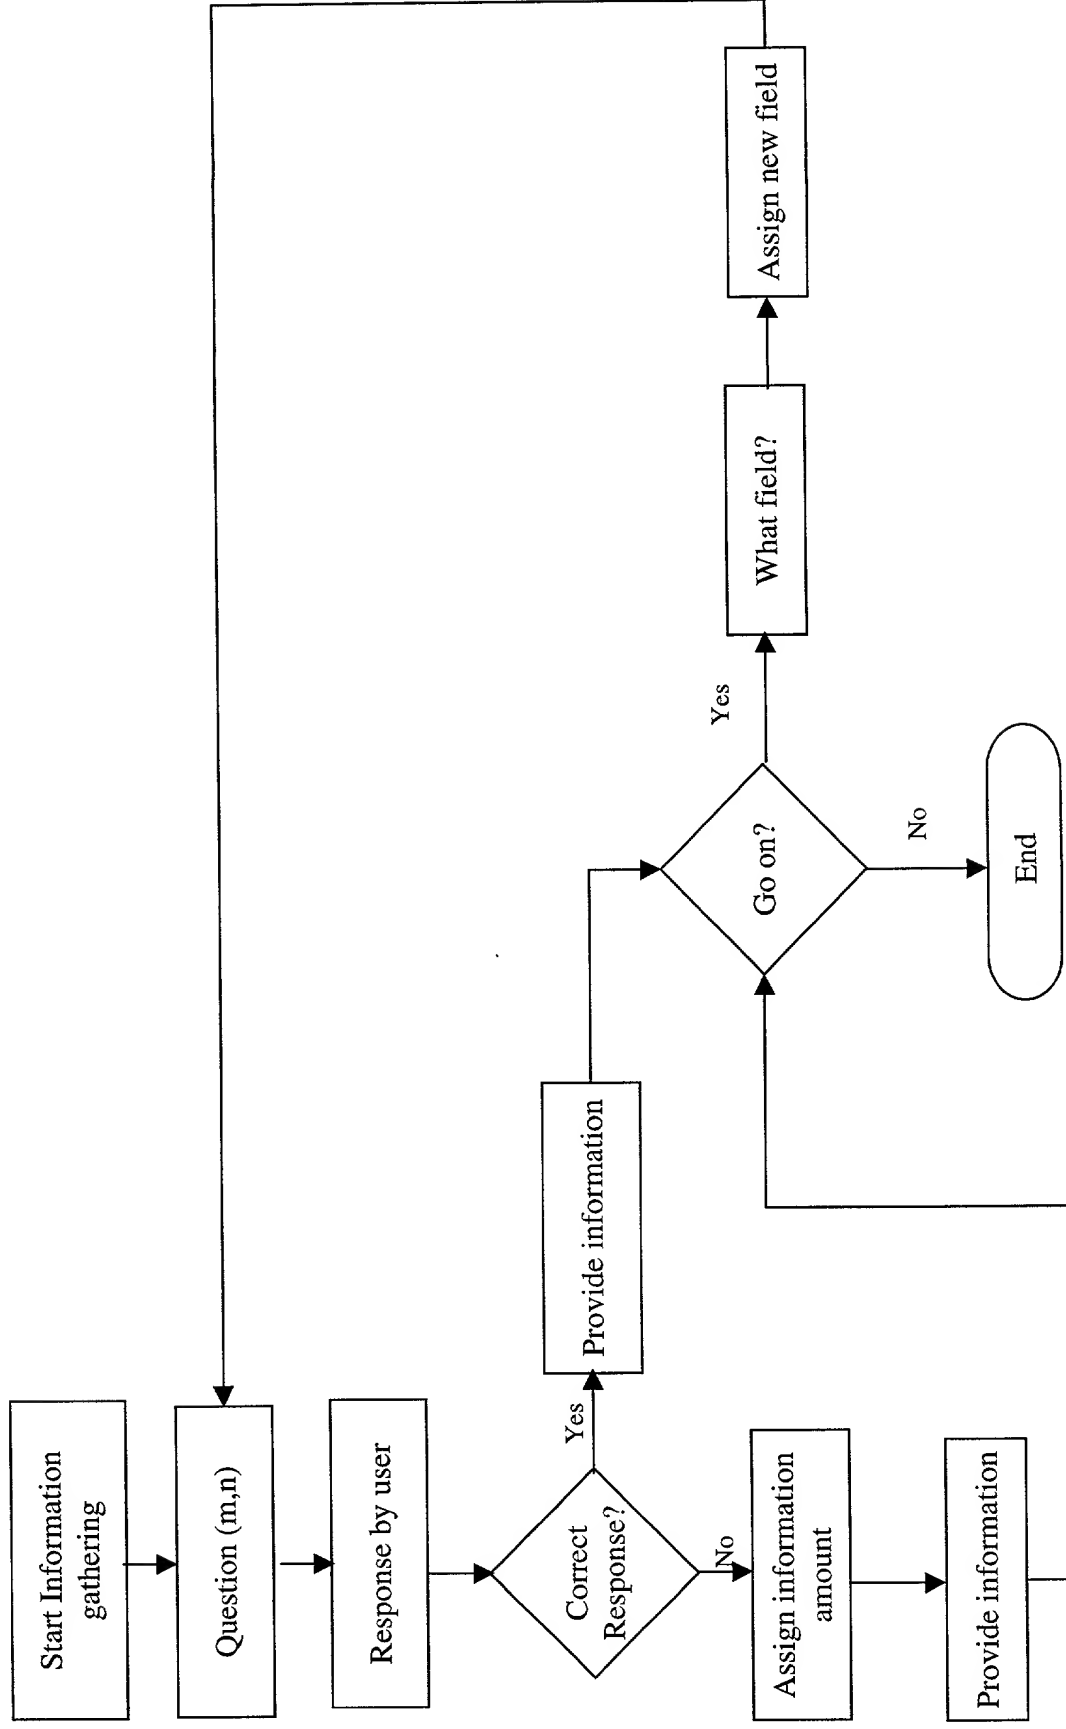 Start Information
gathering
Question (m,n)
Response by user
Correct
Response?
Yes
No
Provide information
Assign information
amount
Provide information
Go on?
Yes
No
What field?
Assign new field
End